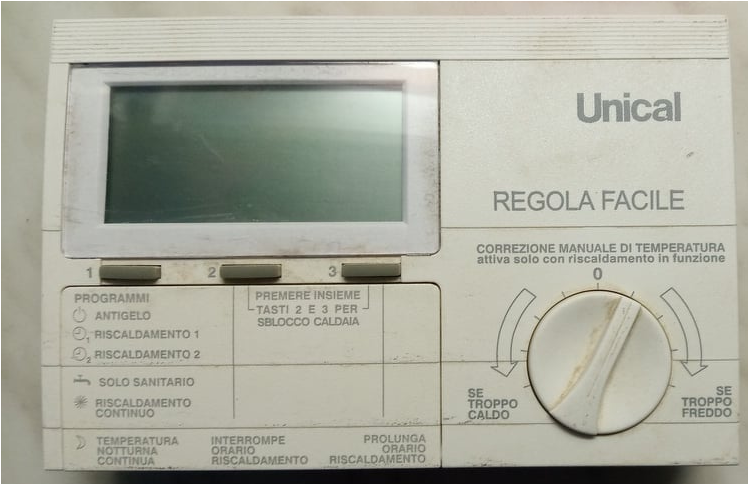 Unical
REGOLA FACILE
CORREZIONE MANUALE DI TEMPERATURA
attiva solo con riscaldamento in funzione
0
1 2 3
PROGRAMMI
ANTIGELO
1 RISCALDAMENTO 1
2 RISCALDAMENTO 2
SOLO SANITARIO
RISCALDAMENTO
CONTINUO
TEMPERATURA
NOTTURNA
CONTINUA
PREMERE INSIEME
TASTI 2 E 3 PER
SBLOCCO CALDAIA
INTERROMPE
ORARIO
RISCALDAMENTO
PROLUNGA
ORARIO
RISCALDAMENTO
SE
TROPPO
CALDO
SE
TROPPO
FREDDO